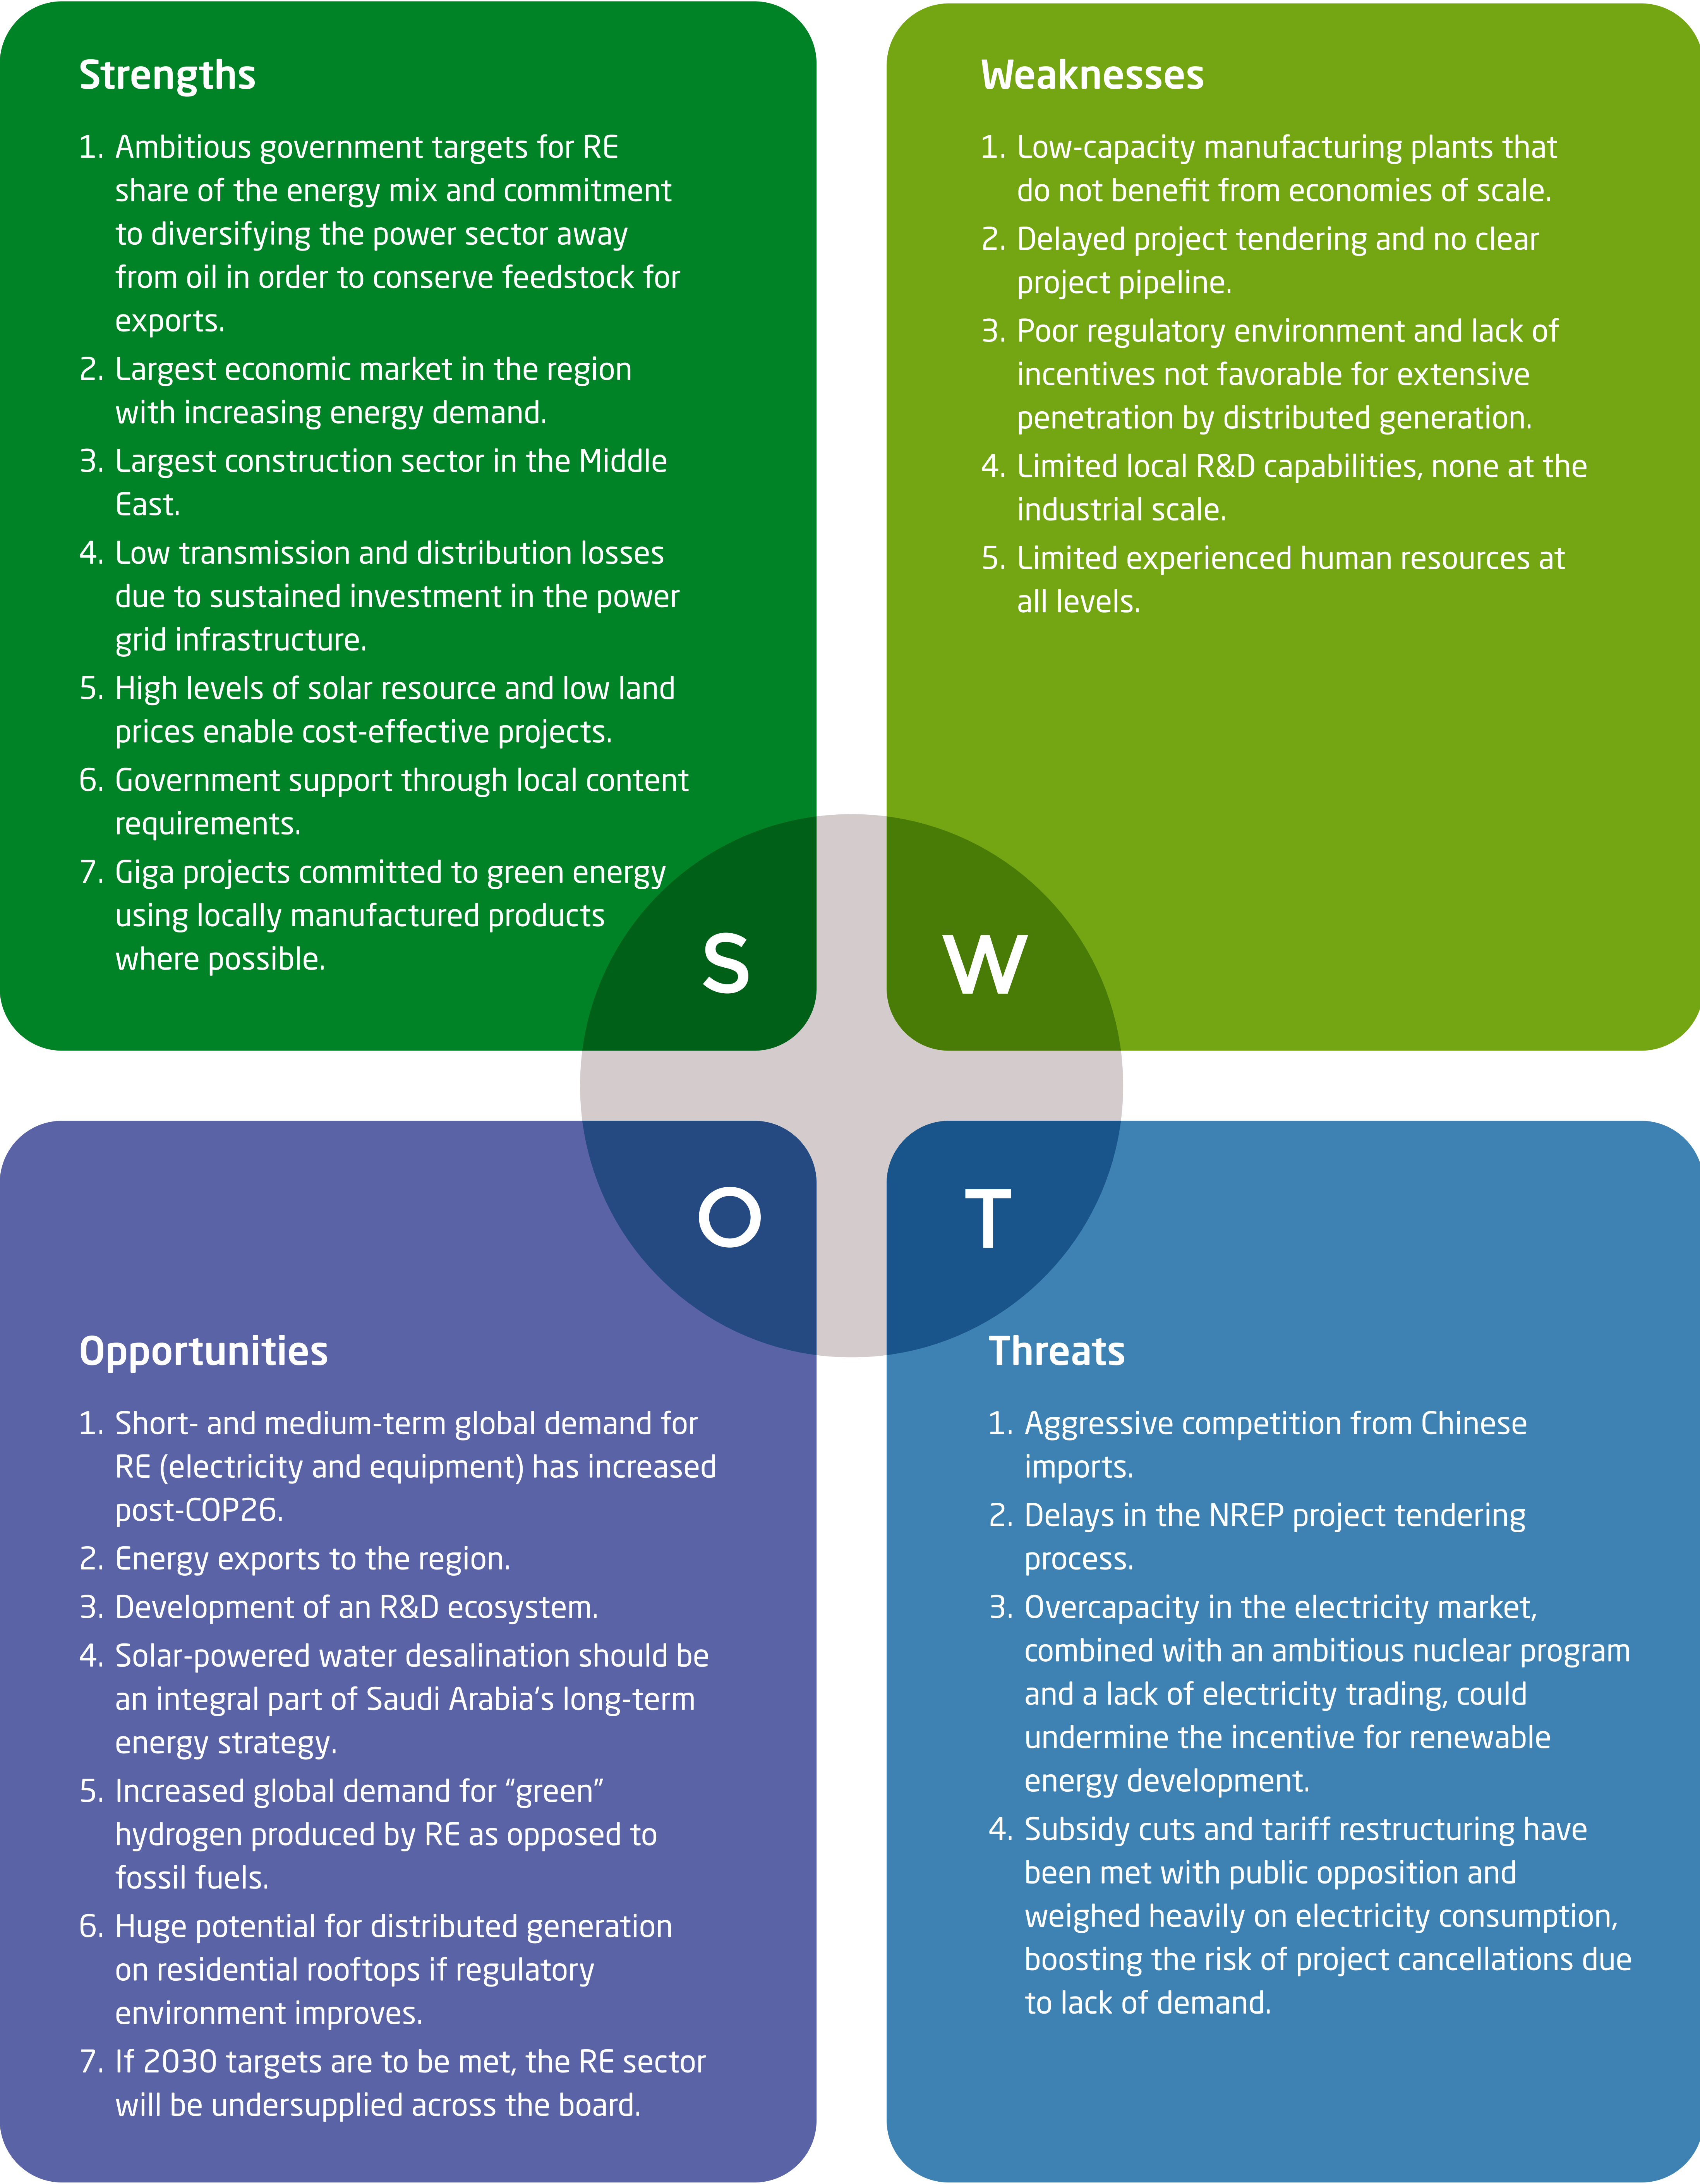 Strengths
1. Ambitious government targets for RE
share of the energy mix and commitment
to diversifying the power sector away
from oil in order to conserve feedstock for
exports.
2. Largest economic market in the region
with increasing energy demand.
3. Largest construction sector in the Middle
East.
4. Low transmission and distribution losses
due to sustained investment in the power
grid infrastructure.
5. High levels of solar resource and low land
prices enable cost-effective projects.
6. Government support through local content
requirements.
7. Giga projects committed to green energy
using locally manufactured products
where possible.
S
Weaknesses
1. Low-capacity manufacturing plants that
do not benefit from economies of scale.
2. Delayed project tendering and no clear
project pipeline.
3. Poor regulatory environment and lack of
incentives not favorable for extensive
penetration by distributed generation.
4. Limited local R&D capabilities, none at the
industrial scale.
5. Limited experienced human resources at
all levels.
W
O
Opportunities
1. Short- and medium-term global demand for
RE (electricity and equipment) has increased
post-COP26.
2. Energy exports to the region.
3. Development of an R&D ecosystem.
4. Solar-powered water desalination should be
an integral part of Saudi Arabia's long-term
energy strategy.
5. Increased global demand for “green”
hydrogen produced by RE as opposed to
fossil fuels.
6. Huge potential for distributed generation
on residential rooftops if regulatory
environment improves.
7. If 2030 targets are to be met, the RE sector
will be undersupplied across the board.
T
Threats
1. Aggressive competition from Chinese
imports.
2. Delays in the NREP project tendering
process.
3. Overcapacity in the electricity market,
combined with an ambitious nuclear program
and a lack of electricity trading, could
undermine the incentive for renewable
energy development.
4. Subsidy cuts and tariff restructuring have
been met with public opposition and
weighed heavily on electricity consumption,
boosting the risk of project cancellations due
to lack of demand.